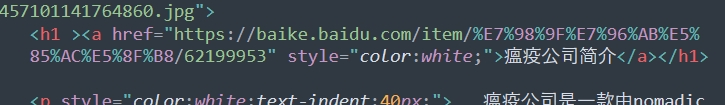 457101141764860.jpg">
<h1 ><a href="https://baike.baidu.com/item/%E7%98%9F%E7%96%AB%E5%
85%AC%E5%8F%B8/62199953" style="color:white;">瘟疫公司简介</a></h1>
<p style="color:white;text-indent:40px;"> 瘟疫公司是一款由nomadic